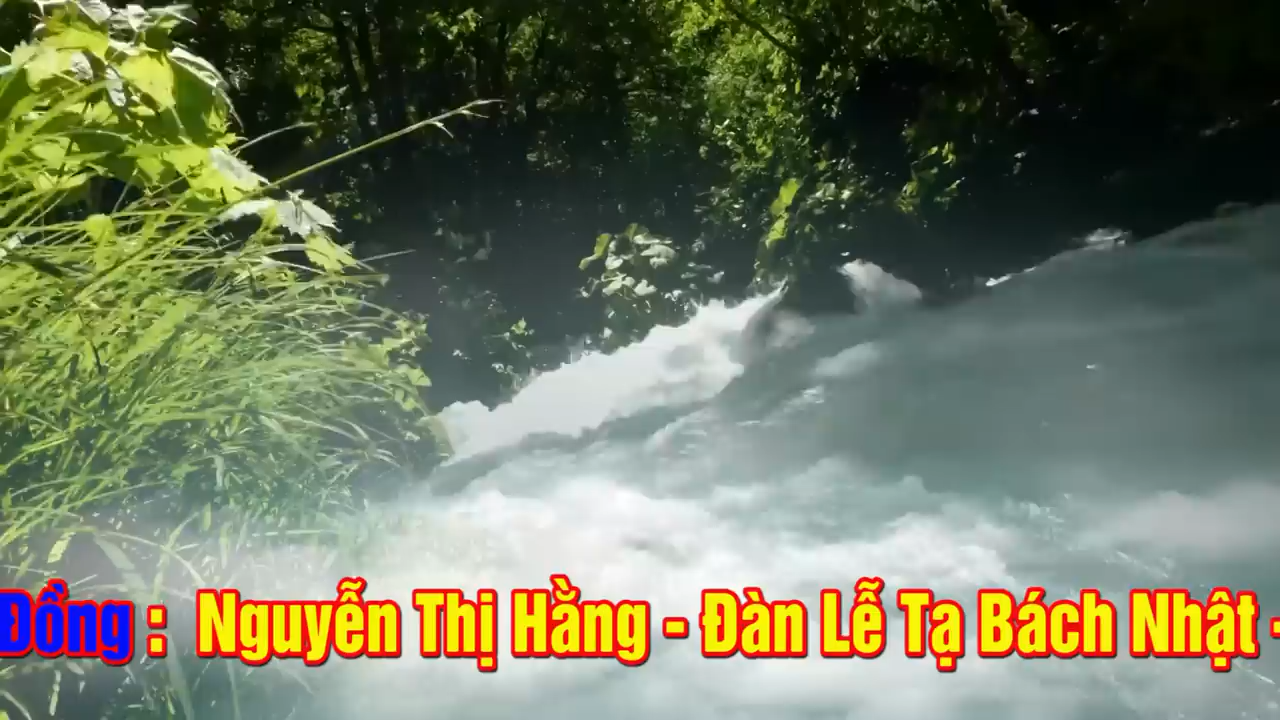 Đồng : Nguyễn Thị Hằng - Đàn Lễ Tạ Bách Nhật -